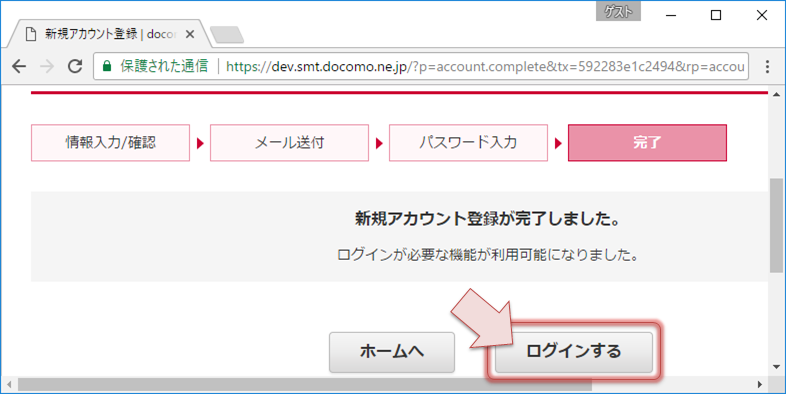 ゲスト
新規アカウント登録 | doco
保護された通信 | https://dev.smt.docomo.ne.jp/?p=account.complete&tx=592283e1c2494&rp=accou
情報入力/確認
メール送付
パスワード入力
完了
新規アカウント登録が完了しました。
ログインが必要な機能が利用可能になりました。
ホームへ
ログインする